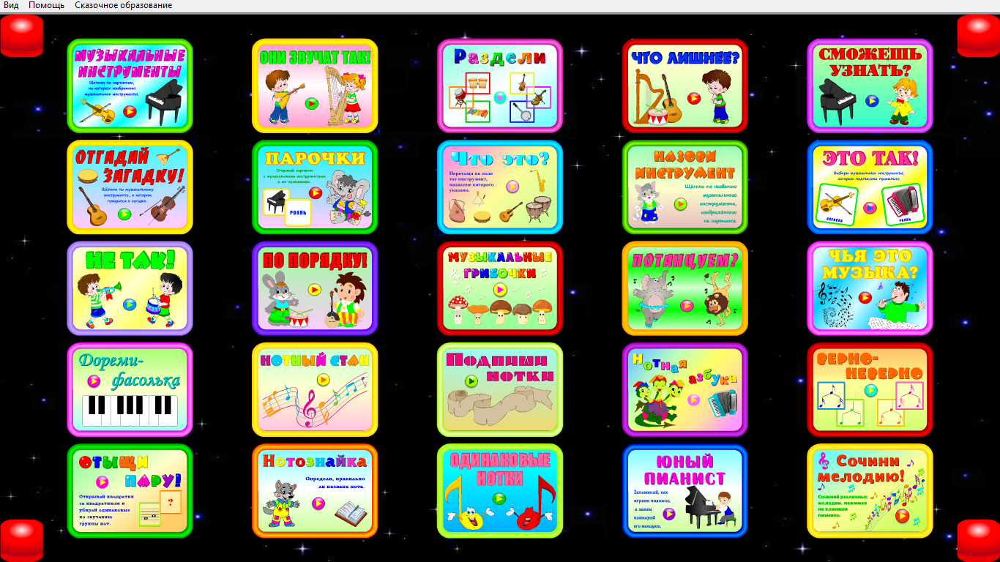 Вид Помощь Сказочное образование
МУЗЫКАЛЬНЫЕ
ИНСТРУМЕНТЫ
Щёлкни по картинкам,
на которых изображены
музыкальные инструменты.
ОНИ ЗВУЧАТ ТАК!
Раздели
ЧТО ЛИШНЕЕ?
СМОЖЕШЬ
УЗНАТЬ?
ОТГАДАЙ
ЗАГАДКУ!
Щёлкни по музыкальному
инструменту, о котором
говорится в загадке.
ПАРОЧКИ
Открывай картинки
с музыкальными инструментами
и их названиями
РОЯЛЬ
Что это?
Перетащи на поле
тот инструмент,
название которого
указано.
НАЗОВИ
ИНСТРУМЕНТ
Щёлкни по названию
музыкального
инструмента,
изображённого
на картинке.
ЭТО ТАК!
Выбери музыкальные инструменты,
которые подписаны правильно.
СКРИПКА
РОЯЛЬ
НЕ ТАК!
ПО ПОРЯДКУ!
МУЗЫКАЛЬНЫЕ
ГРИБОЧКИ
ПОТАНЦУЕМ?
ЧЬЯ ЭТО
МУЗЫКА?
Дореми-
фасолька
НОТНЫЙ СТАН
Подпиши
нотки
Нотная
азбука
ВЕРНО-
НЕВЕРНО
Отыщи
пару!
Открывай квадратик
за квадратиком и
убирай одинаковые
по звучанию
группы нот.
?
Нотознайка
Определи, правильно
ли названа нота.
ОДИНАКОВЫЕ
НОТКИ
ЮНЫЙ
ПИАНИСТ
Запоминай, как
играет пианино,
а затем
повторяй
его мелодию.
Сочини
мелодию!
Сочиняй различные
мелодии, нажимая
на клавиши
пианино.